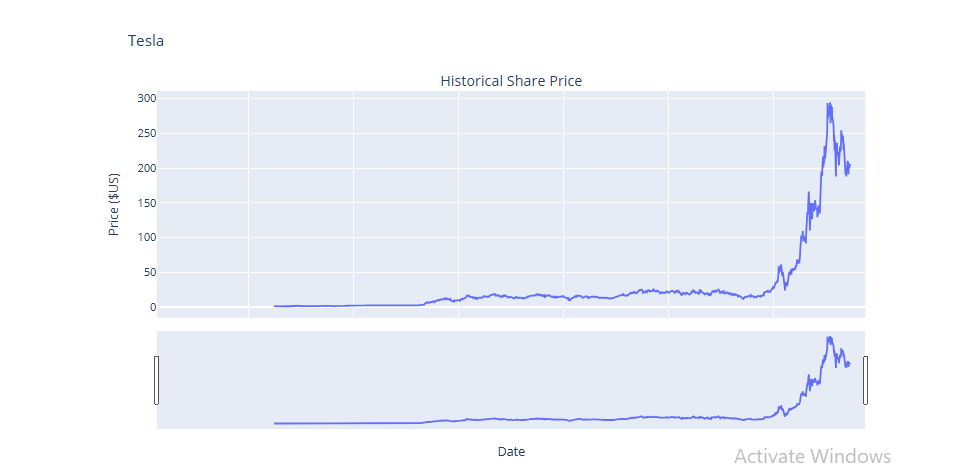 Tesla
Historical Share Price
300
250
200
150
100
50
0
Price ($US)
Date
Activate Windows